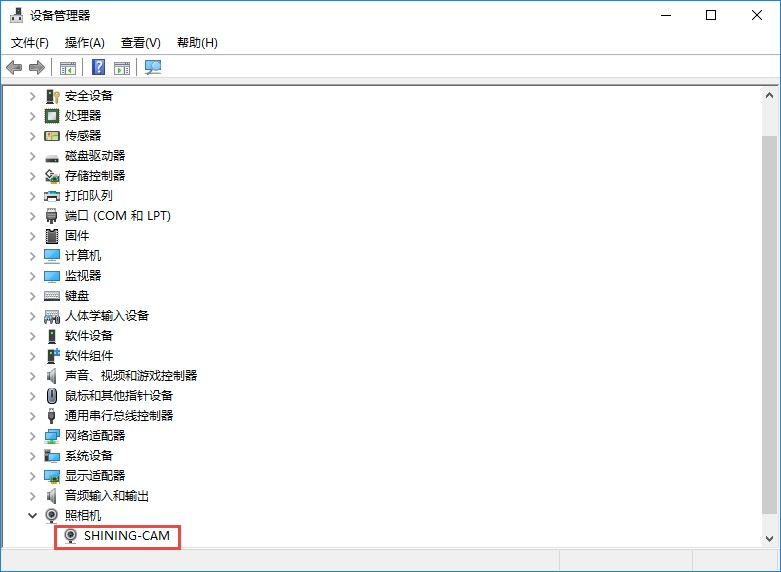 设备管理器
文件(F) 操作(A) 查看(V) 帮助(H)
安全设备
处理器
传感器
磁盘驱动器
存储控制器
打印队列
端口 (COM 和 LPT)
固件
计算机
监视器
键盘
人体学输入设备
软件设备
软件组件
声音、视频和游戏控制器
鼠标和其他指针设备
通用串行总线控制器
网络适配器
系统设备
显示适配器
音频输入和输出
照相机
SHINING-CAM